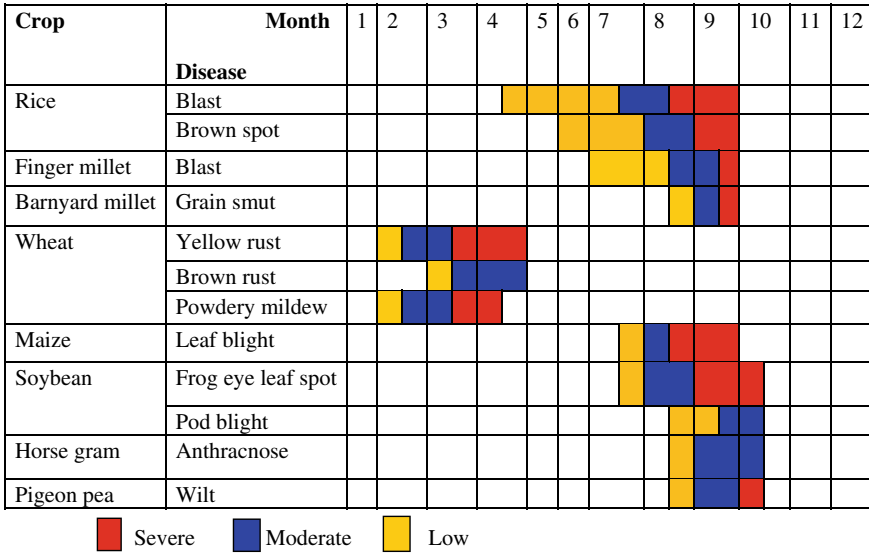 Crop Month 1 2 3 4 5 6 7 8 9 10 11 12
Disease
Rice Blast
Brown spot
Finger millet Blast
Barnyard millet Grain smut
Wheat Yellow rust
Brown rust
Powdery mildew
Maize Leaf blight
Soybean Frog eye leaf spot
Pod blight
Horse gram Anthracnose
Pigeon pea Wilt
Severe Moderate Low